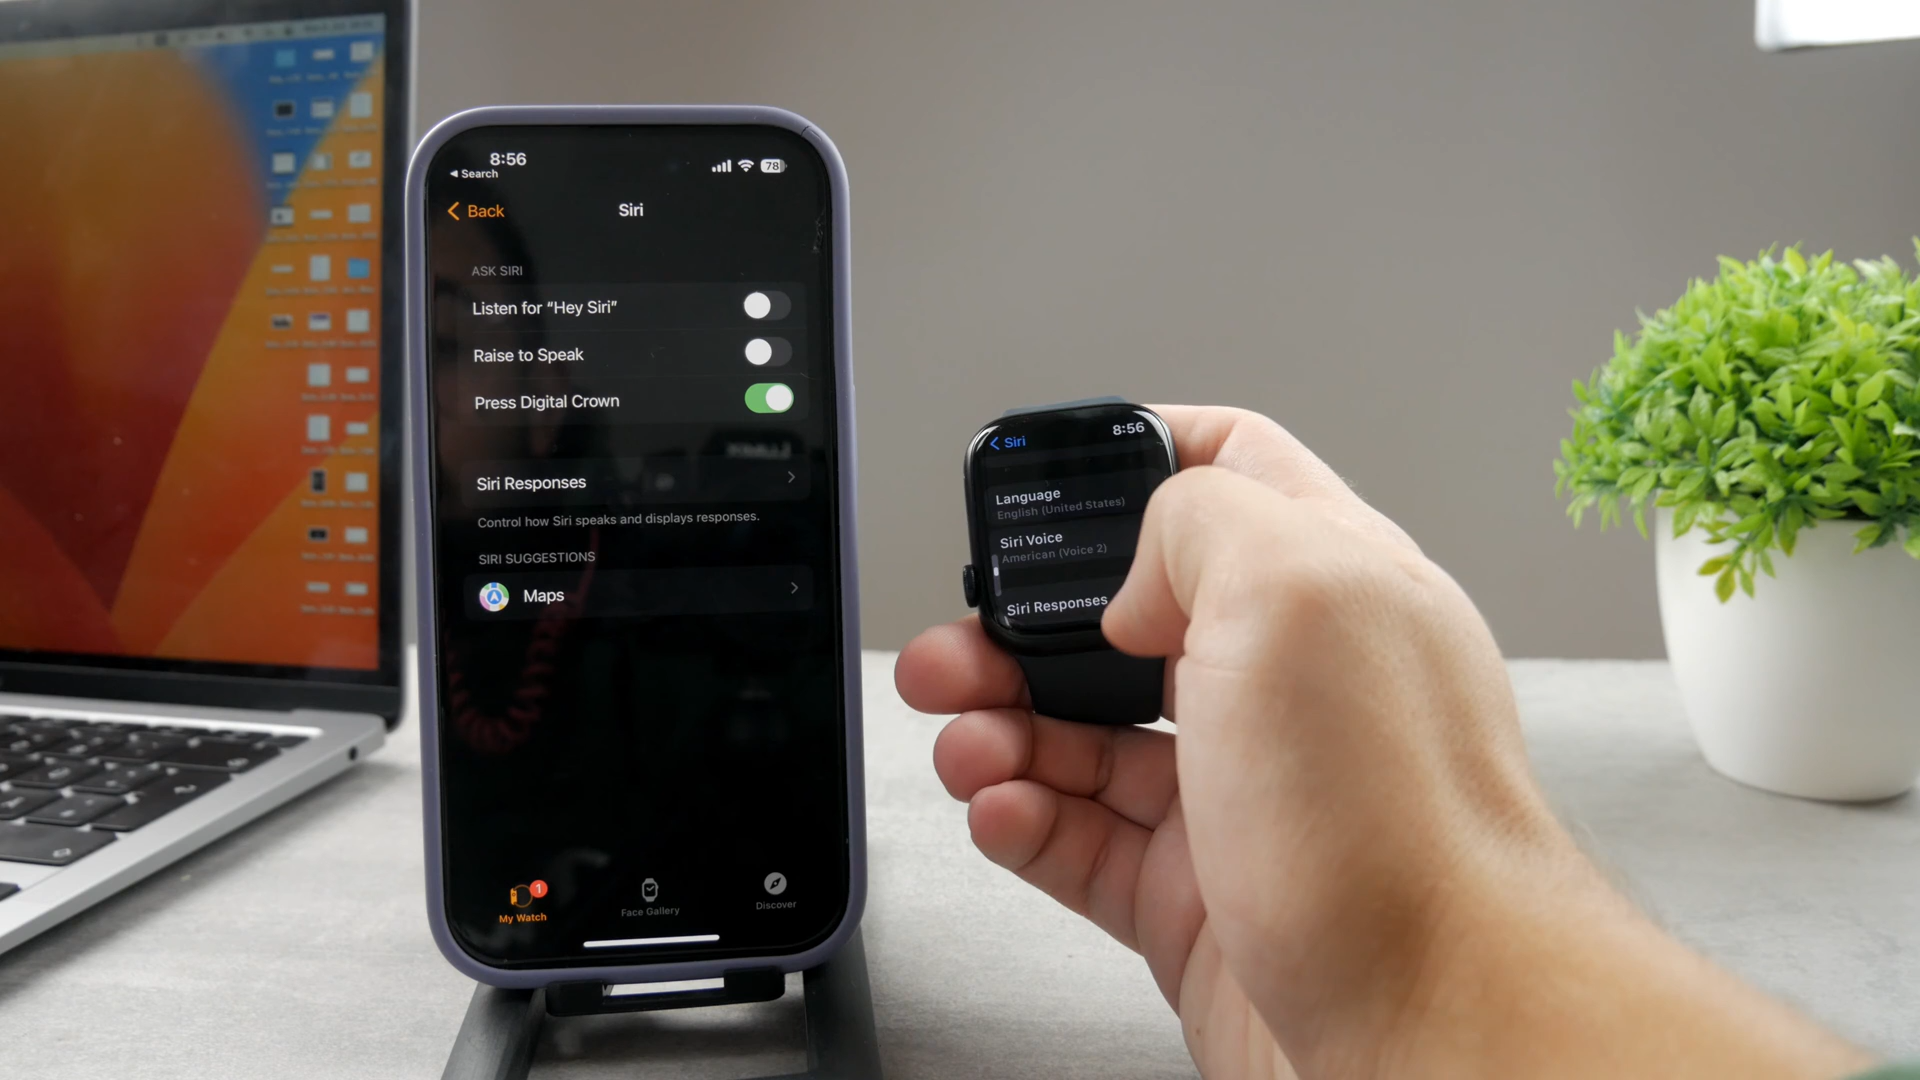 8:56
78
Search
Back
Siri
ASK SIRI
Listen for “Hey Siri”
Raise to Speak
Press Digital Crown
Siri Responses
Control how Siri speaks and displays responses.
SIRI SUGGESTIONS
Maps
1
My Watch
Face Gallery
Discover
Siri
8:56
Language
English (United States)
Siri Voice
American (Voice 2)
Siri Responses